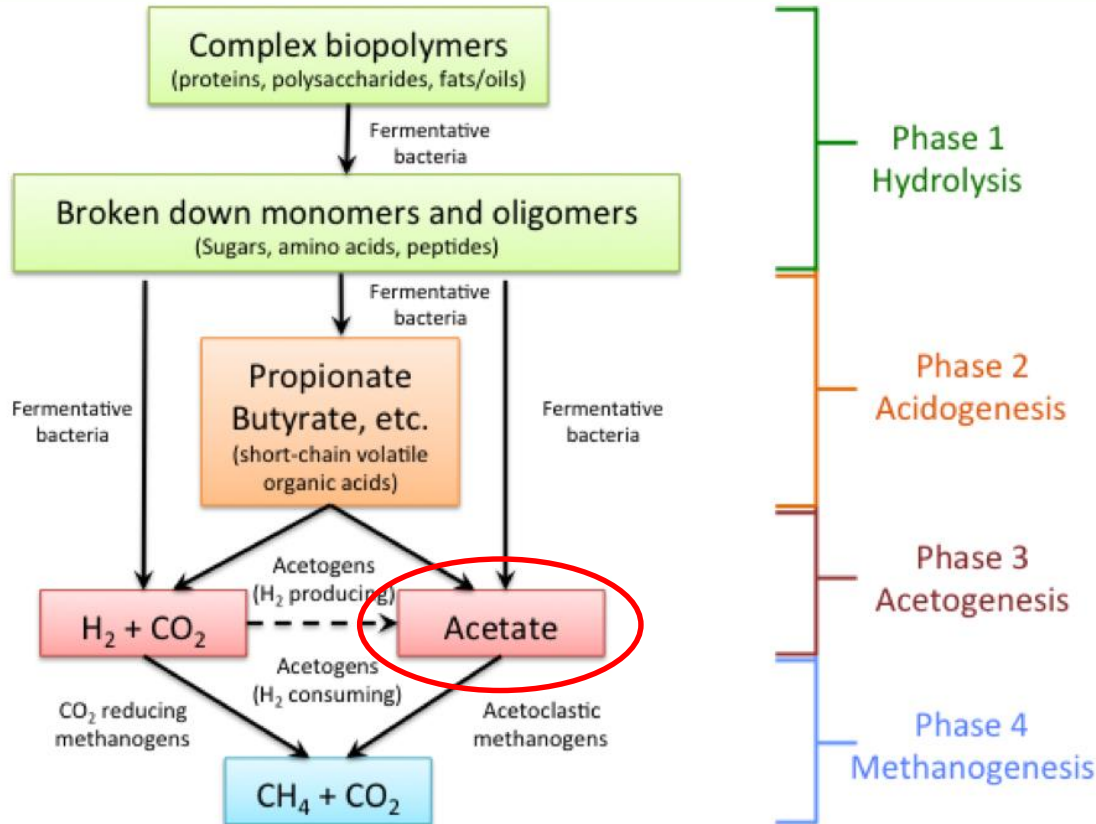 Complex biopolymers
(proteins, polysaccharides, fats/oils)
Fermentative
bacteria
Broken down monomers and oligomers
(Sugars, amino acids, peptides)
Fermentative
bacteria
Propionate
Butyrate, etc.
(short-chain volatile
organic acids)
Fermentative
bacteria
Fermentative
bacteria
Acetogens
(H₂ producing)
H₂ + CO₂
Acetate
Acetogens
(H₂ consuming)
CO₂ reducing
methanogens
Acetoclastic
methanogens
CH₄ + CO₂
Phase 1
Hydrolysis
Phase 2
Acidogenesis
Phase 3
Acetogenesis
Phase 4
Methanogenesis